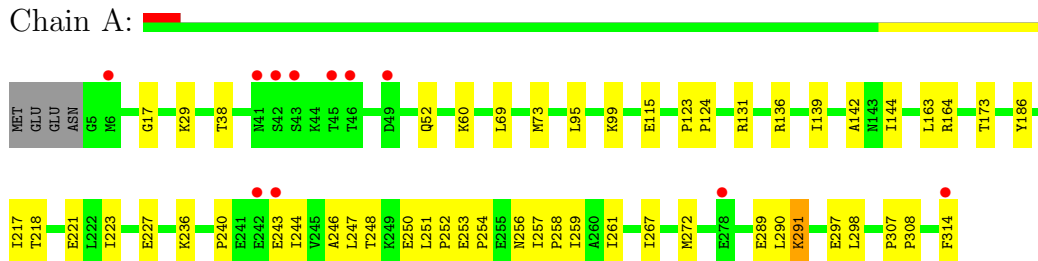 Chain A:
MET GLU GLU ASN G5 M6 G17 K29 T38 N41 S42 S43 K44 T45 T46 D49 Q52 K60 L69 M73 L95 K99 E115 P123 P124 R131 R136 I139 A142 N143 I144 L163 R164 T173 Y186
I217 T218 E221 L222 I223 E227 K236 P240 E241 E242 E243 I244 V245 A246 L247 T248 K249 E250 L251 P252 E253 P254 E255 N256 I257 P258 I259 A260 I261 I267 M272 E278 E289 L290 K291 E297 L298 P307 P308 F314